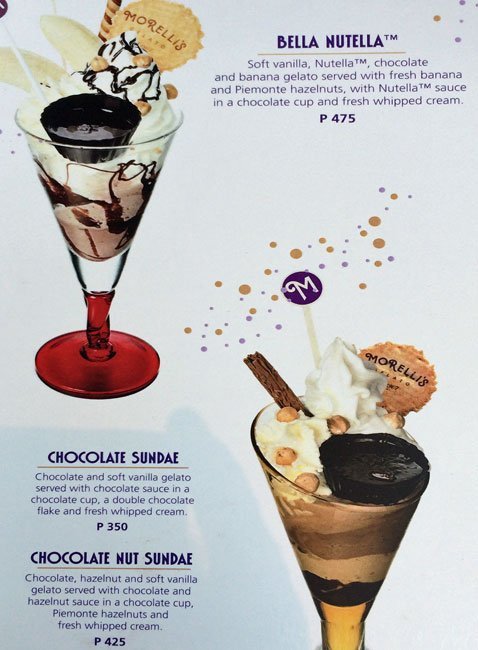 MORELLI'S
GELATO
BELLA NUTELLA™
Soft vanilla, Nutella™, chocolate
and banana gelato served with fresh banana
and Piemonte hazelnuts, with Nutella™ sauce
in a chocolate cup and fresh whipped cream.
P 475
M
MORELLI'S
GELATO
CHOCOLATE SUNDAE
Chocolate and soft vanilla gelato
served with chocolate sauce in a
chocolate cup, a double chocolate
flake and fresh whipped cream.
P 350
CHOCOLATE NUT SUNDAE
Chocolate, hazelnut and soft vanilla
gelato served with chocolate and
hazelnut sauce in a chocolate cup,
Piemonte hazelnuts and
fresh whipped cream.
P 425